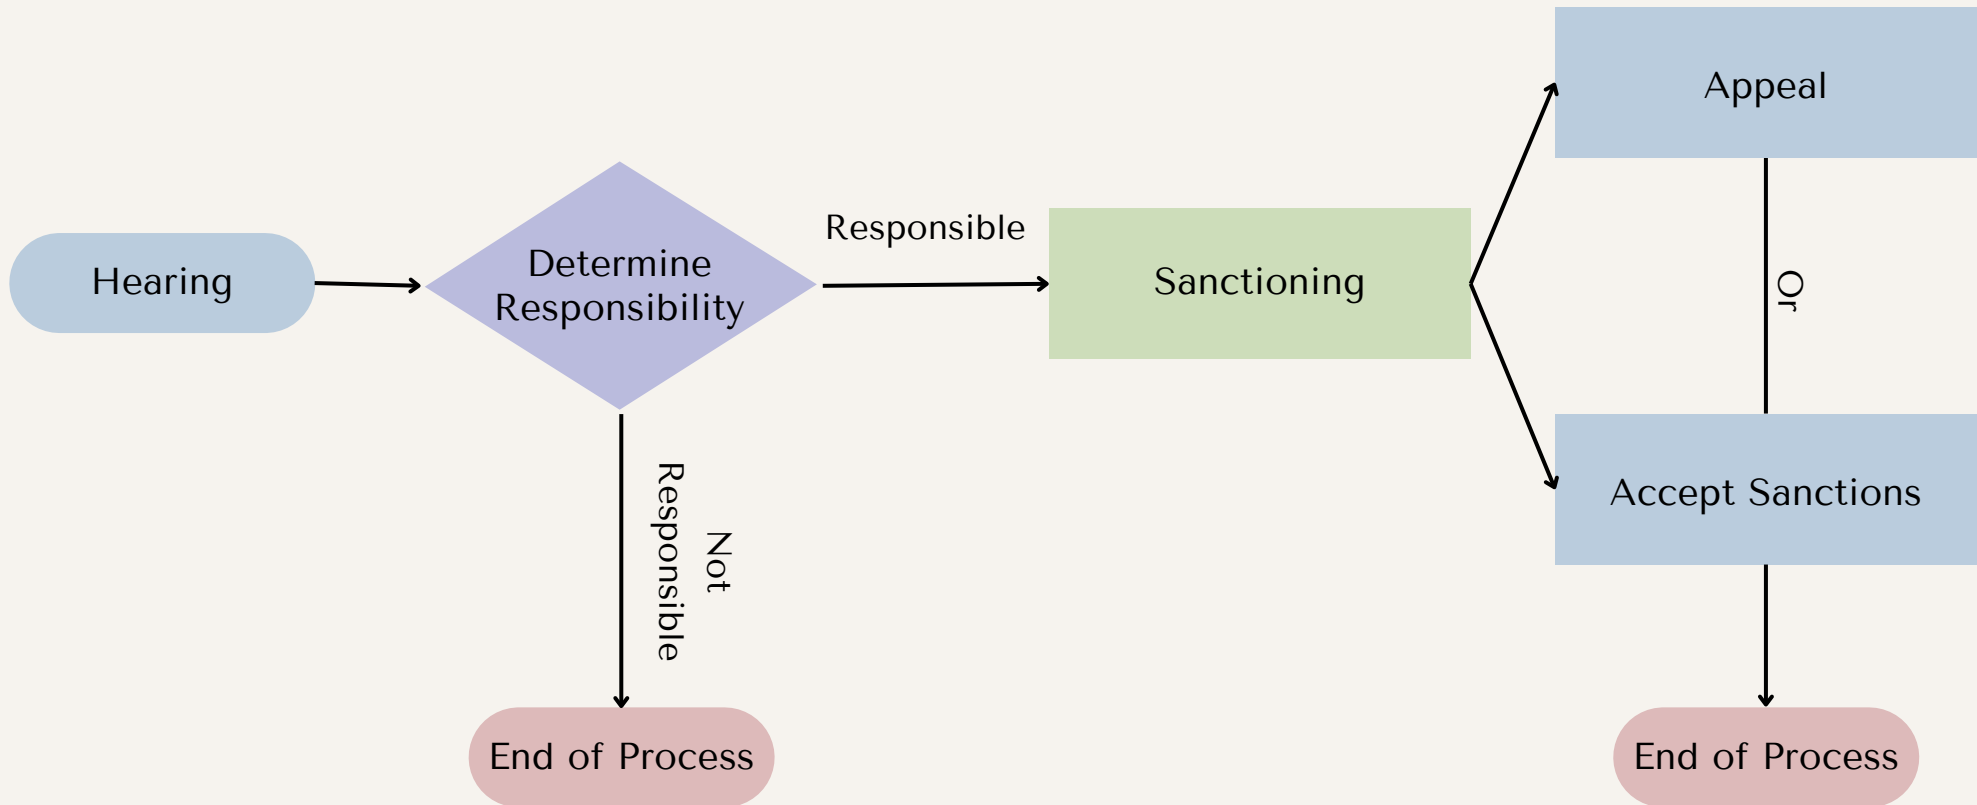 Hearing
Determine
Responsibility
Responsible
Not
Responsible
End of Process
Sanctioning
Appeal
Or
Accept Sanctions
End of Process